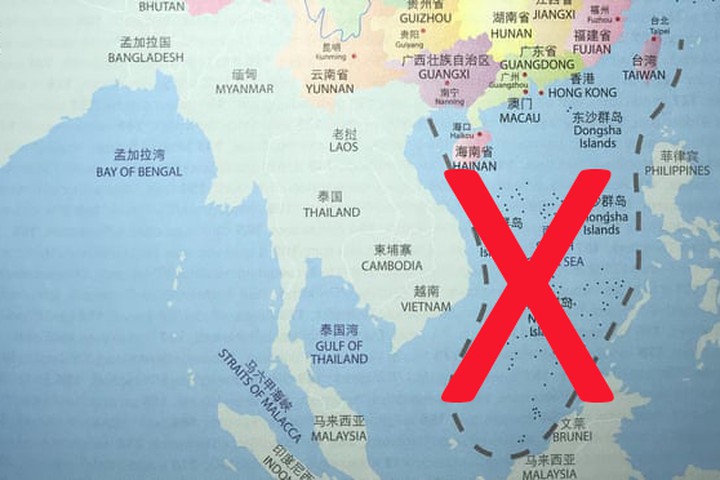 BHUTAN
贵州省
GUIZHOU
贵阳
Guiyang
湖南省
HUNAN
江西省
JIANGXI
福州
Fuzhou
福建省
FUJIAN
台北
Taipei
台湾
TAIWAN
孟加拉国
BANGLADESH
缅甸
MYANMAR
昆明
Kunming
云南省
YUNNAN
广西壮族自治区
GUANGXI
南宁
Nanning
广东省
GUANGDONG
广州
Guangzhou
香港
HONG KONG
澳门
MACAU
东沙群岛
Dongsha
Islands
老挝
LAOS
海口
Haikou
海南省
HAINAN
菲律宾
PHILIPPINES
孟加拉湾
BAY OF BENGAL
泰国
THAILAND
沙群岛
Islands
SEA
柬埔寨
CAMBODIA
越南
VIETNAM
泰国湾
GULF OF
THAILAND
马六甲海峡
STRAITS OF MALACCA
马来西亚
MALAYSIA
文莱
BRUNEI
马来西亚
MALAYSIA
印度尼西